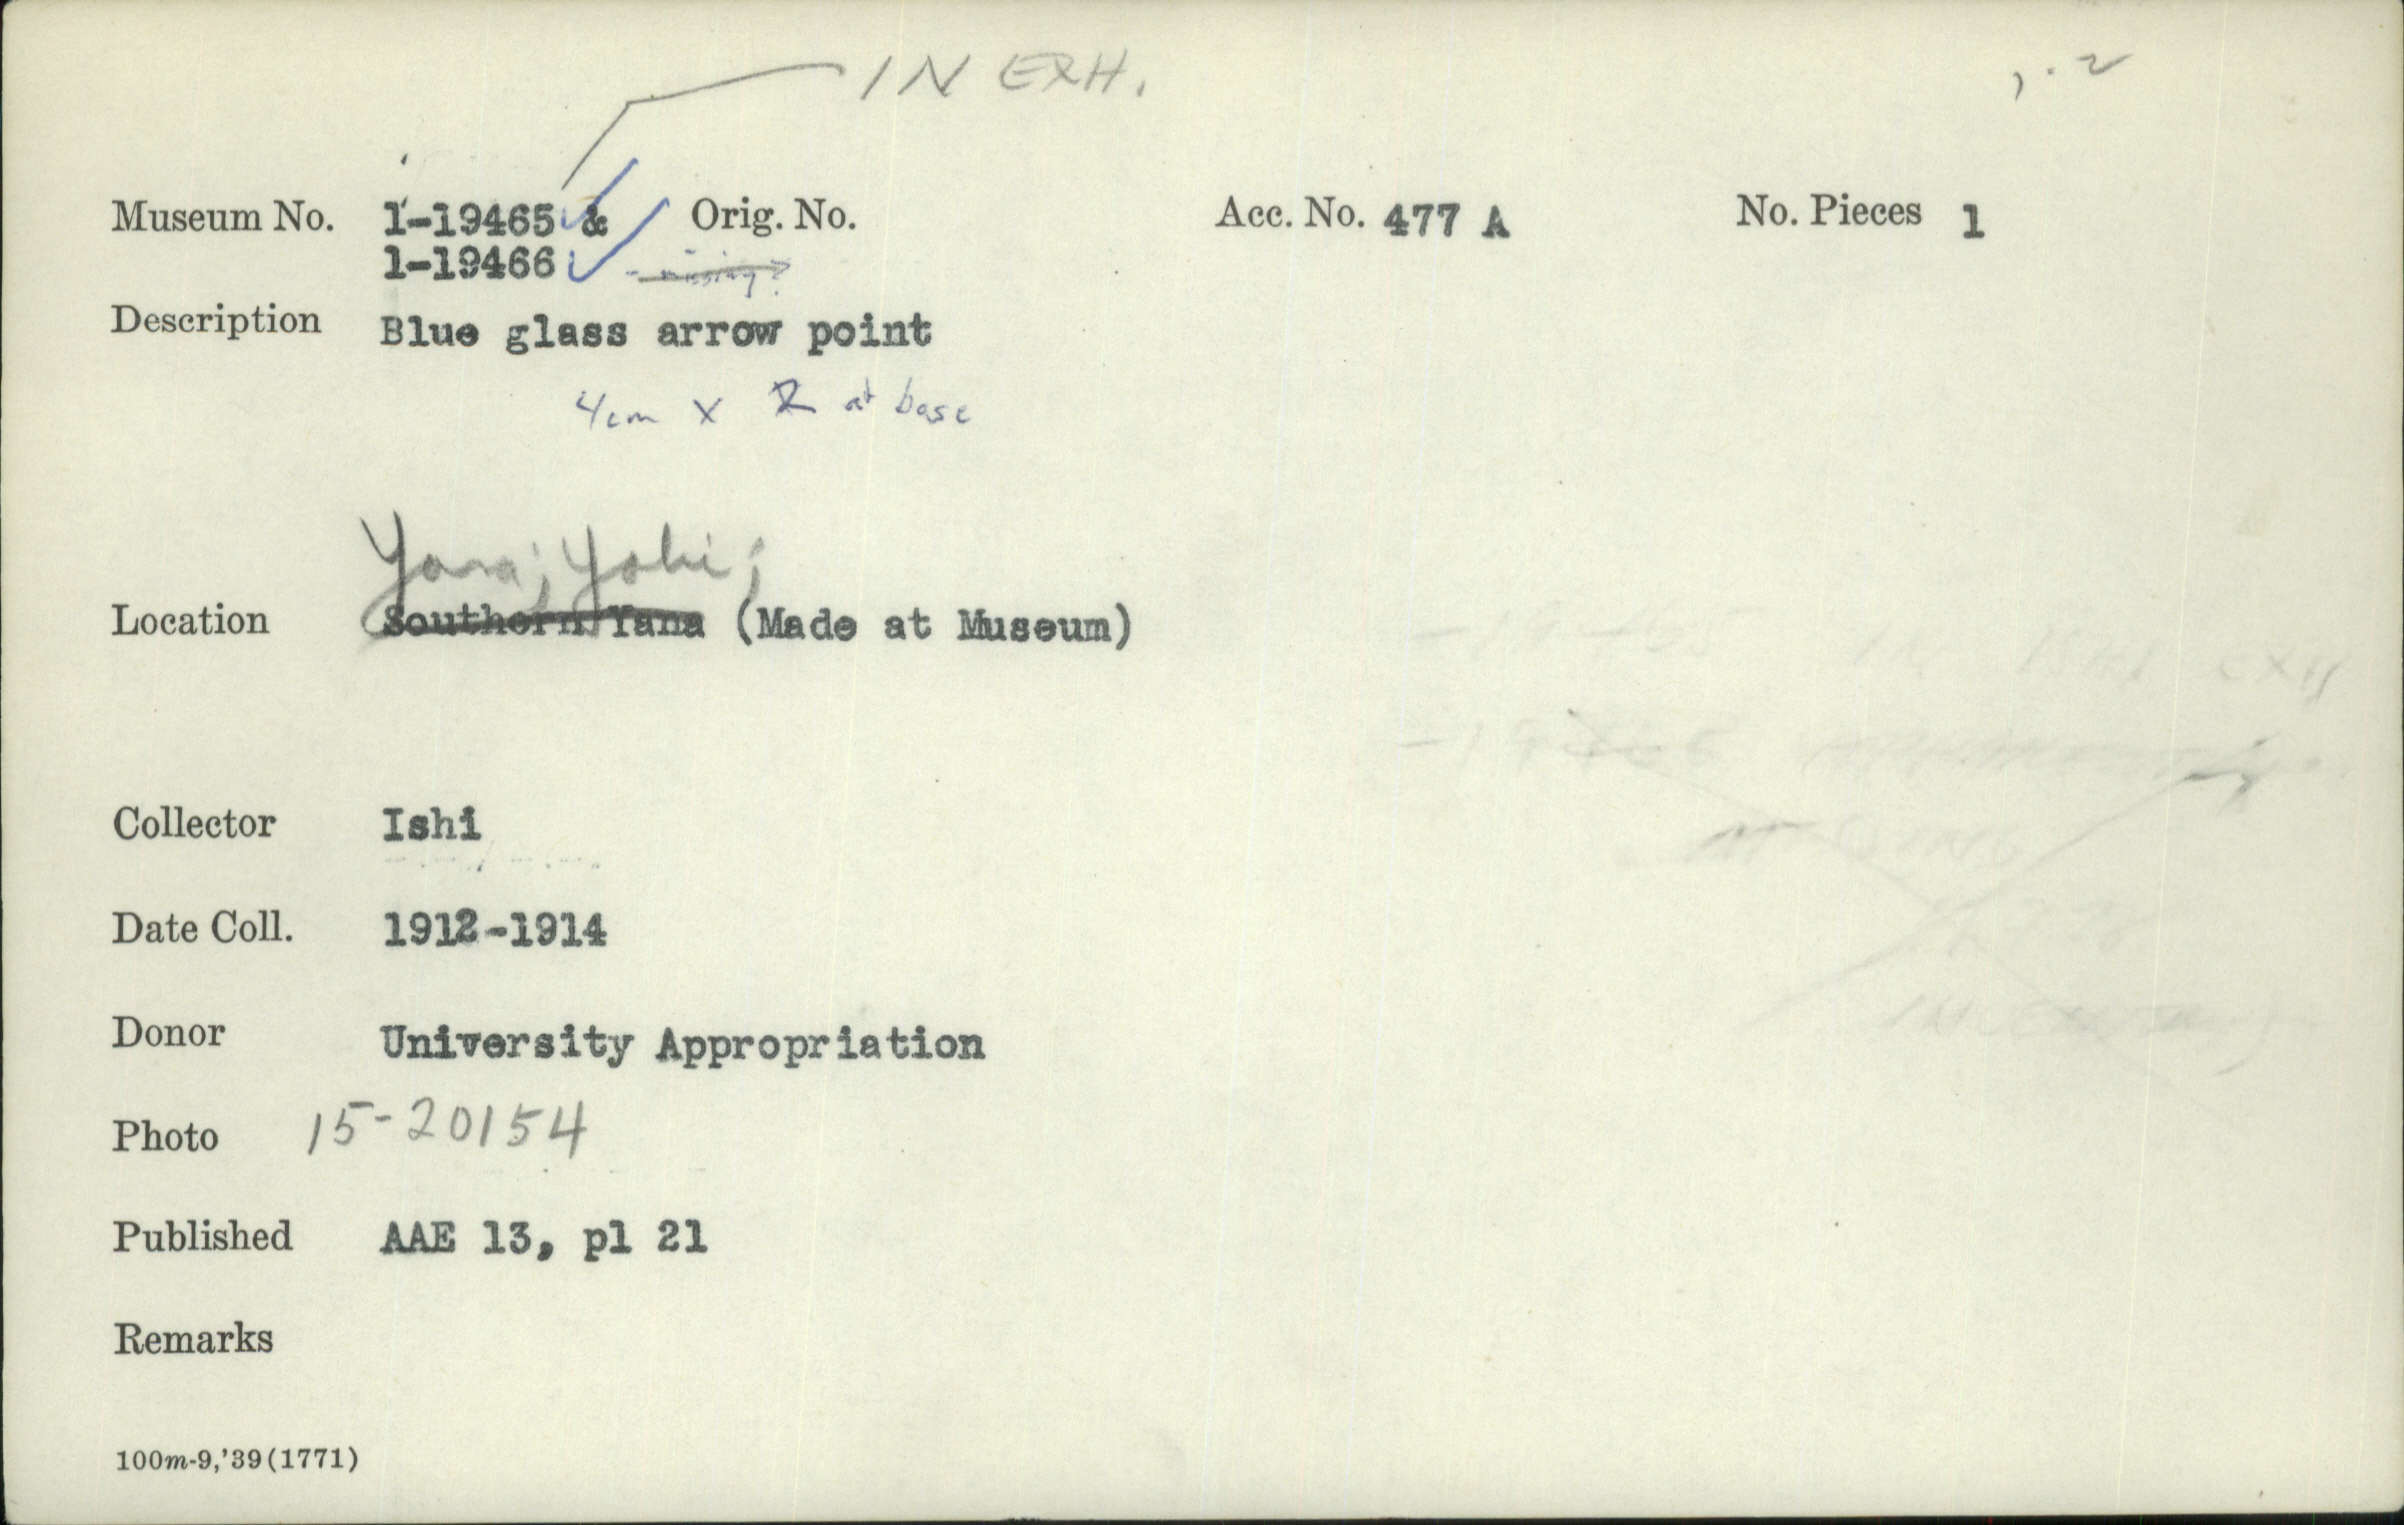 IN EXH.
Museum No. 1-19465 & Orig. No. Acc. No. 477 A No. Pieces 1
1-19466 - missing?
Description Blue glass arrow point
4cm x 2 at base
Yana; Yahi;
Location Southern Yana (Made at Museum)
Collector Ishi
Date Coll. 1912-1914
Donor University Appropriation
Photo 15-20154
Published AAE 13, pl 21
Remarks
100m-9,'39(1771)